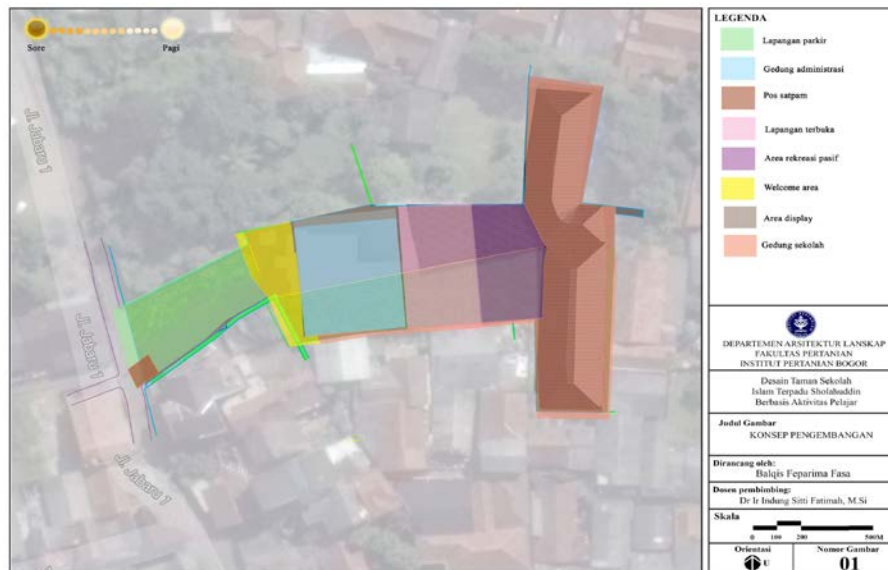 Sore
Pagi
Jl. Jabaru 1
Jl. Jabaru 1
Jl. Jabaru 1
LEGENDA
Lapangan parkir
Gedung administrasi
Pos satpam
Lapangan terbuka
Area rekreasi pasif
Welcome area
Area display
Gedung sekolah
DEPARTEMEN ARSITEKTUR LANSKAP
FAKULTAS PERTANIAN
INSTITUT PERTANIAN BOGOR
Desain Taman Sekolah
Islam Terpadu Sholahuddin
Berbasis Aktivitas Pelajar
Judul Gambar
KONSEP PENGEMBANGAN
Dirancang oleh:
Balqis Feparima Fasa
Dosen pembimbing:
Dr Ir Indung Sitti Fatimah, M.Si
Skala
0 100 200 500M
Orientasi
U
Nomor Gambar
01